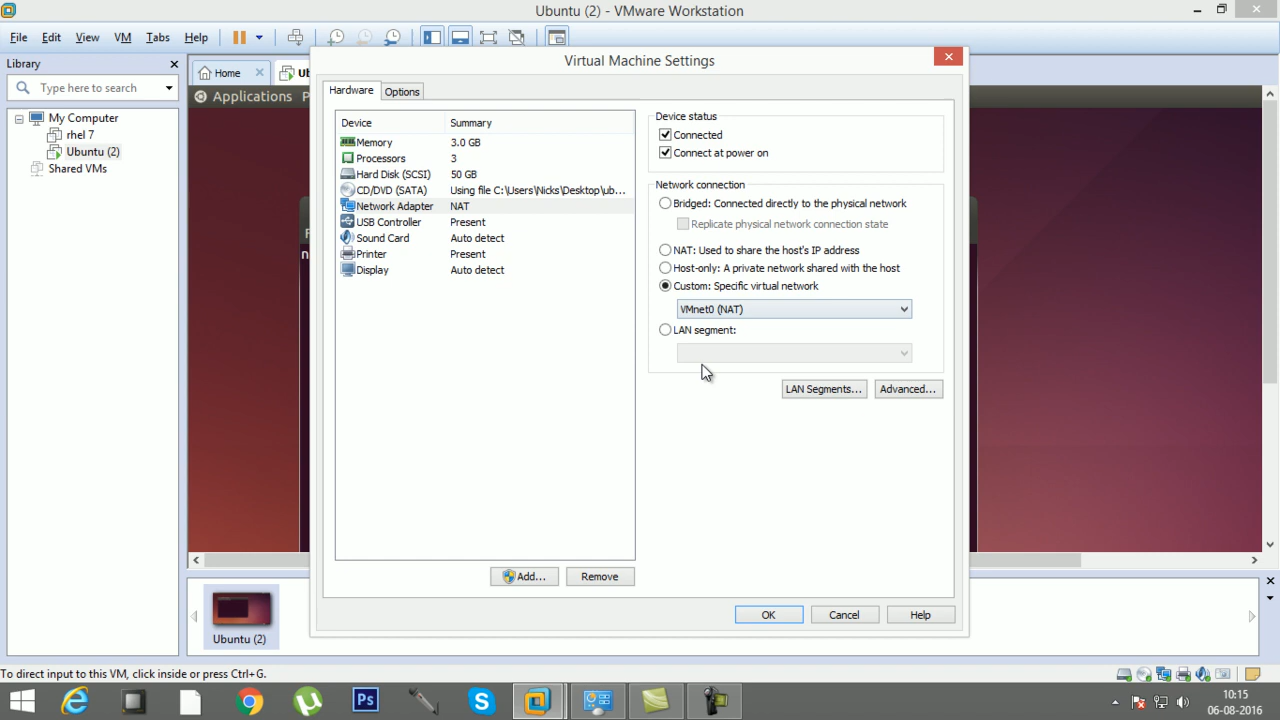 Ubuntu (2) - VMware Workstation
File Edit View VM Tabs Help
Library
Type here to search
My Computer
rhel 7
Ubuntu (2)
Shared VMs
Home
Applications
Virtual Machine Settings
Hardware Options
Device Summary
Memory 3.0 GB
Processors 3
Hard Disk (SCSI) 50 GB
CD/DVD (SATA) Using file C:\Users\Nicks\Desktop\ub...
Network Adapter NAT
USB Controller Present
Sound Card Auto detect
Printer Present
Display Auto detect
Add... Remove
Device status
Connected
Connect at power on
Network connection
Bridged: Connected directly to the physical network
Replicate physical network connection state
NAT: Used to share the host's IP address
Host-only: A private network shared with the host
Custom: Specific virtual network
VMnet0 (NAT)
LAN segment:
LAN Segments... Advanced...
OK Cancel Help
Ubuntu (2)
To direct input to this VM, click inside or press Ctrl+G.
Ps
10:15
06-08-2016